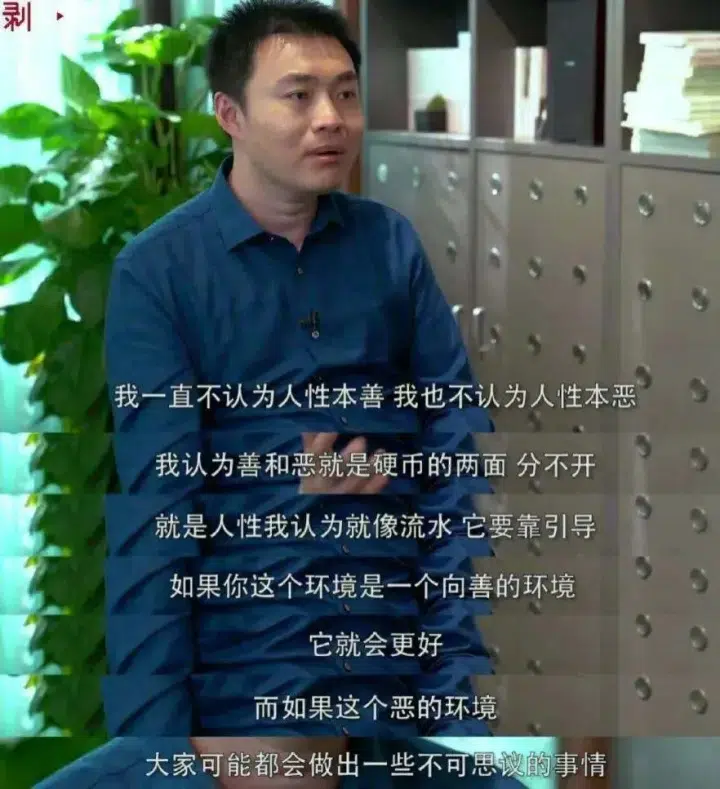 剥
我一直不认为人性本善 我也不认为人性本恶
我认为善和恶就是硬币的两面 分不开
就是人性我认为就像流水 它要靠引导
如果你这个环境是一个向善的环境
它就会更好
而如果这个恶的环境
大家可能都会做出一些不可思议的事情